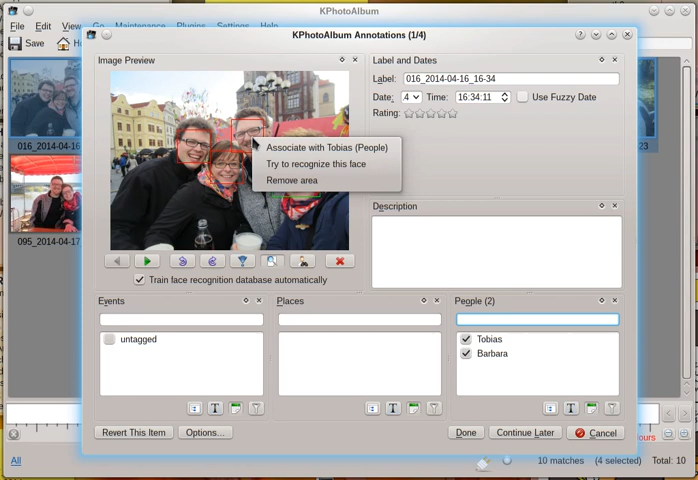 KPhotoAlbum
File Edit View Go Maintenance Plugins Settings Help
Save
016_2014-04-16
095_2014-04-17
23
All
10 matches (4 selected) Total: 10
KPhotoAlbum Annotations (1/4)
Image Preview
Associate with Tobias (People)
Try to recognize this face
Remove area
Train face recognition database automatically
Label and Dates
Label: 016_2014-04-16_16-34
Date: 4 Time: 16:34:11 Use Fuzzy Date
Rating:
Description
Events
untagged
Places
People (2)
Tobias
Barbara
Revert This Item Options... Done Continue Later Cancel